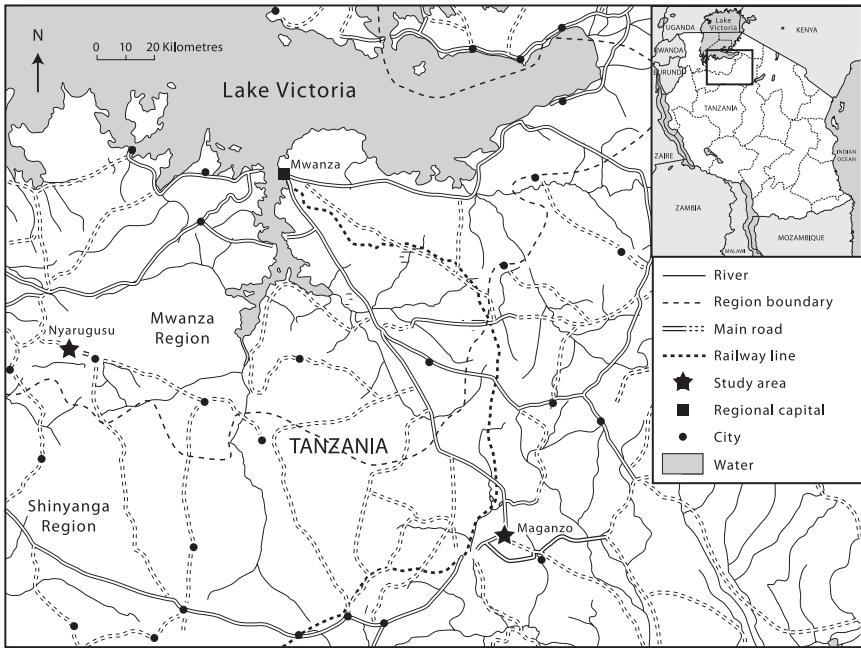 N
0 10 20 Kilometres
Lake Victoria
Mwanza
Nyarugusu
Mwanza
Region
TANZANIA
Shinyanga
Region
Maganzo
UGANDA
Lake
Victoria
KENYA
RWANDA
BURUNDI
TANZANIA
INDIAN
OCEAN
ZAIRE
ZAMBIA
MALAWI
MOZAMBIQUE
River
Region boundary
Main road
Railway line
Study area
Regional capital
City
Water